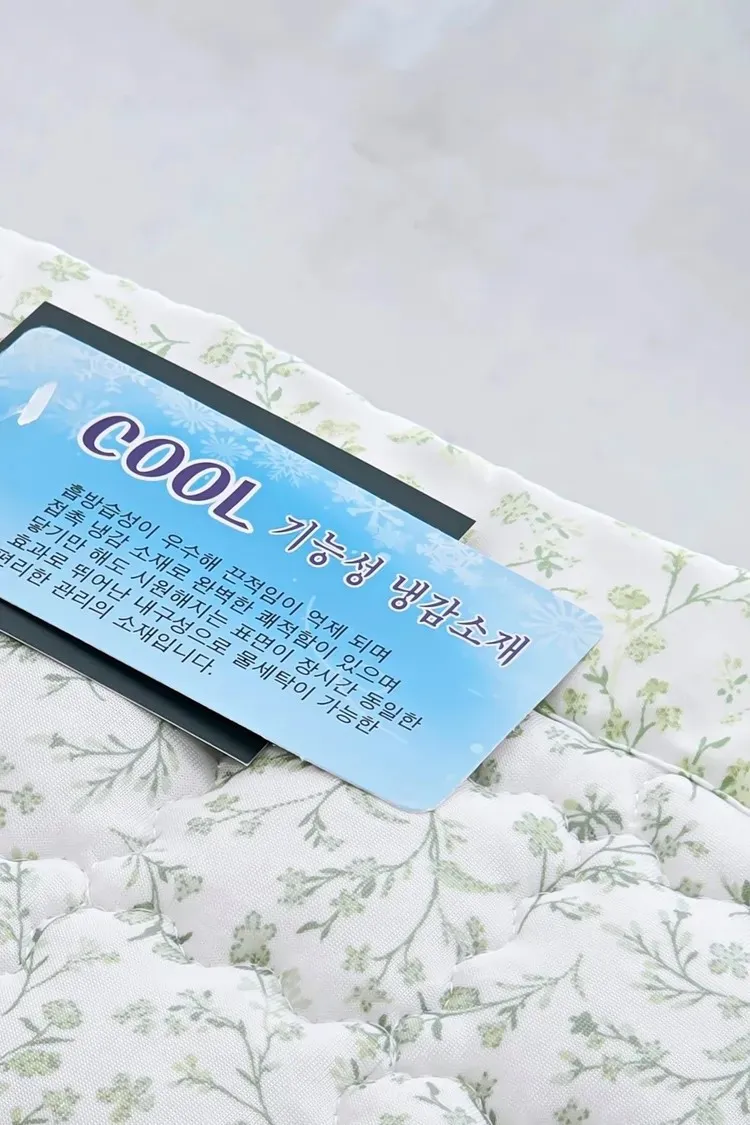 COOL 기능성 냉감소재
흡방습성이 우수해 끈적임이 억제 되며
접촉 냉감 소재로 완벽한 쾌적함이 있으며
닿기만 해도 시원해지는 표면이 장시간 동일한
효과로 뛰어난 내구성으로 물세탁이 가능한
편리한 관리의 소재입니다.